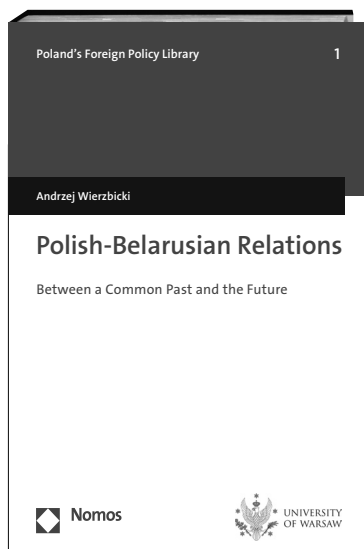 Poland's Foreign Policy Library 1
Andrzej Wierzbicki
Polish-Belarusian Relations
Between a Common Past and the Future
Nomos
UNIVERSITY
OF WARSAW